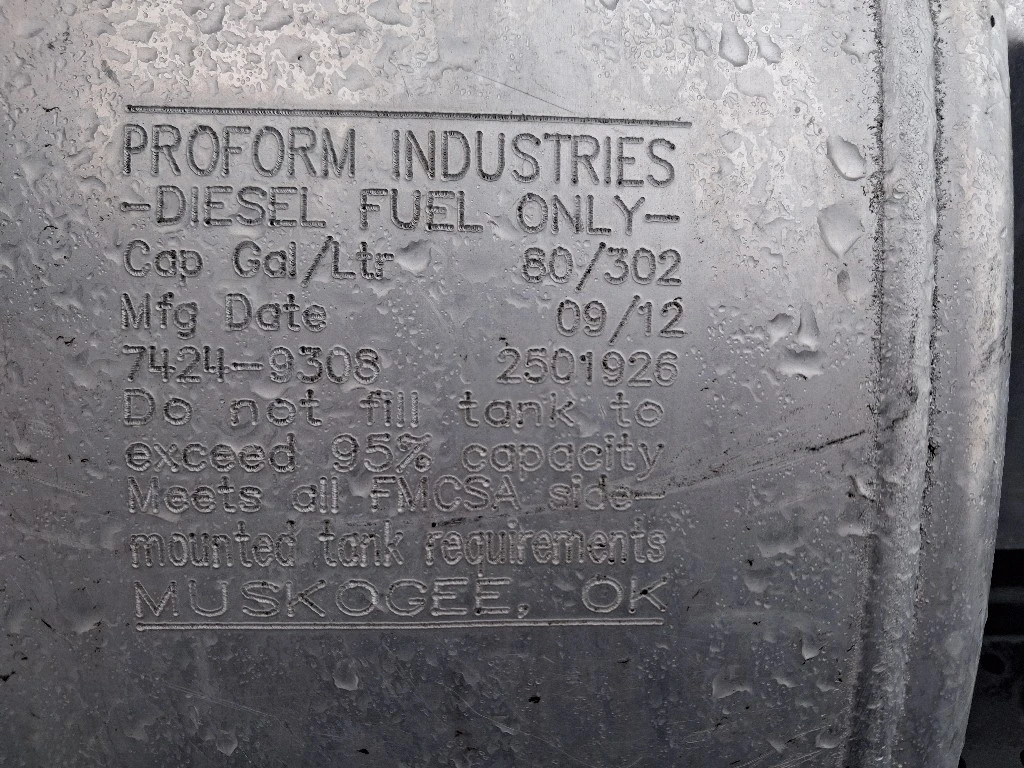 PROFORM INDUSTRIES
-DIESEL FUEL ONLY-
Cap Gal/Ltr 80/302
Mfg Date 09/12
7424-9308 2501926
Do not fill tank to
exceed 95% capacity
Meets all FMCSA side-
mounted tank requirements
MUSKOGEE, OK